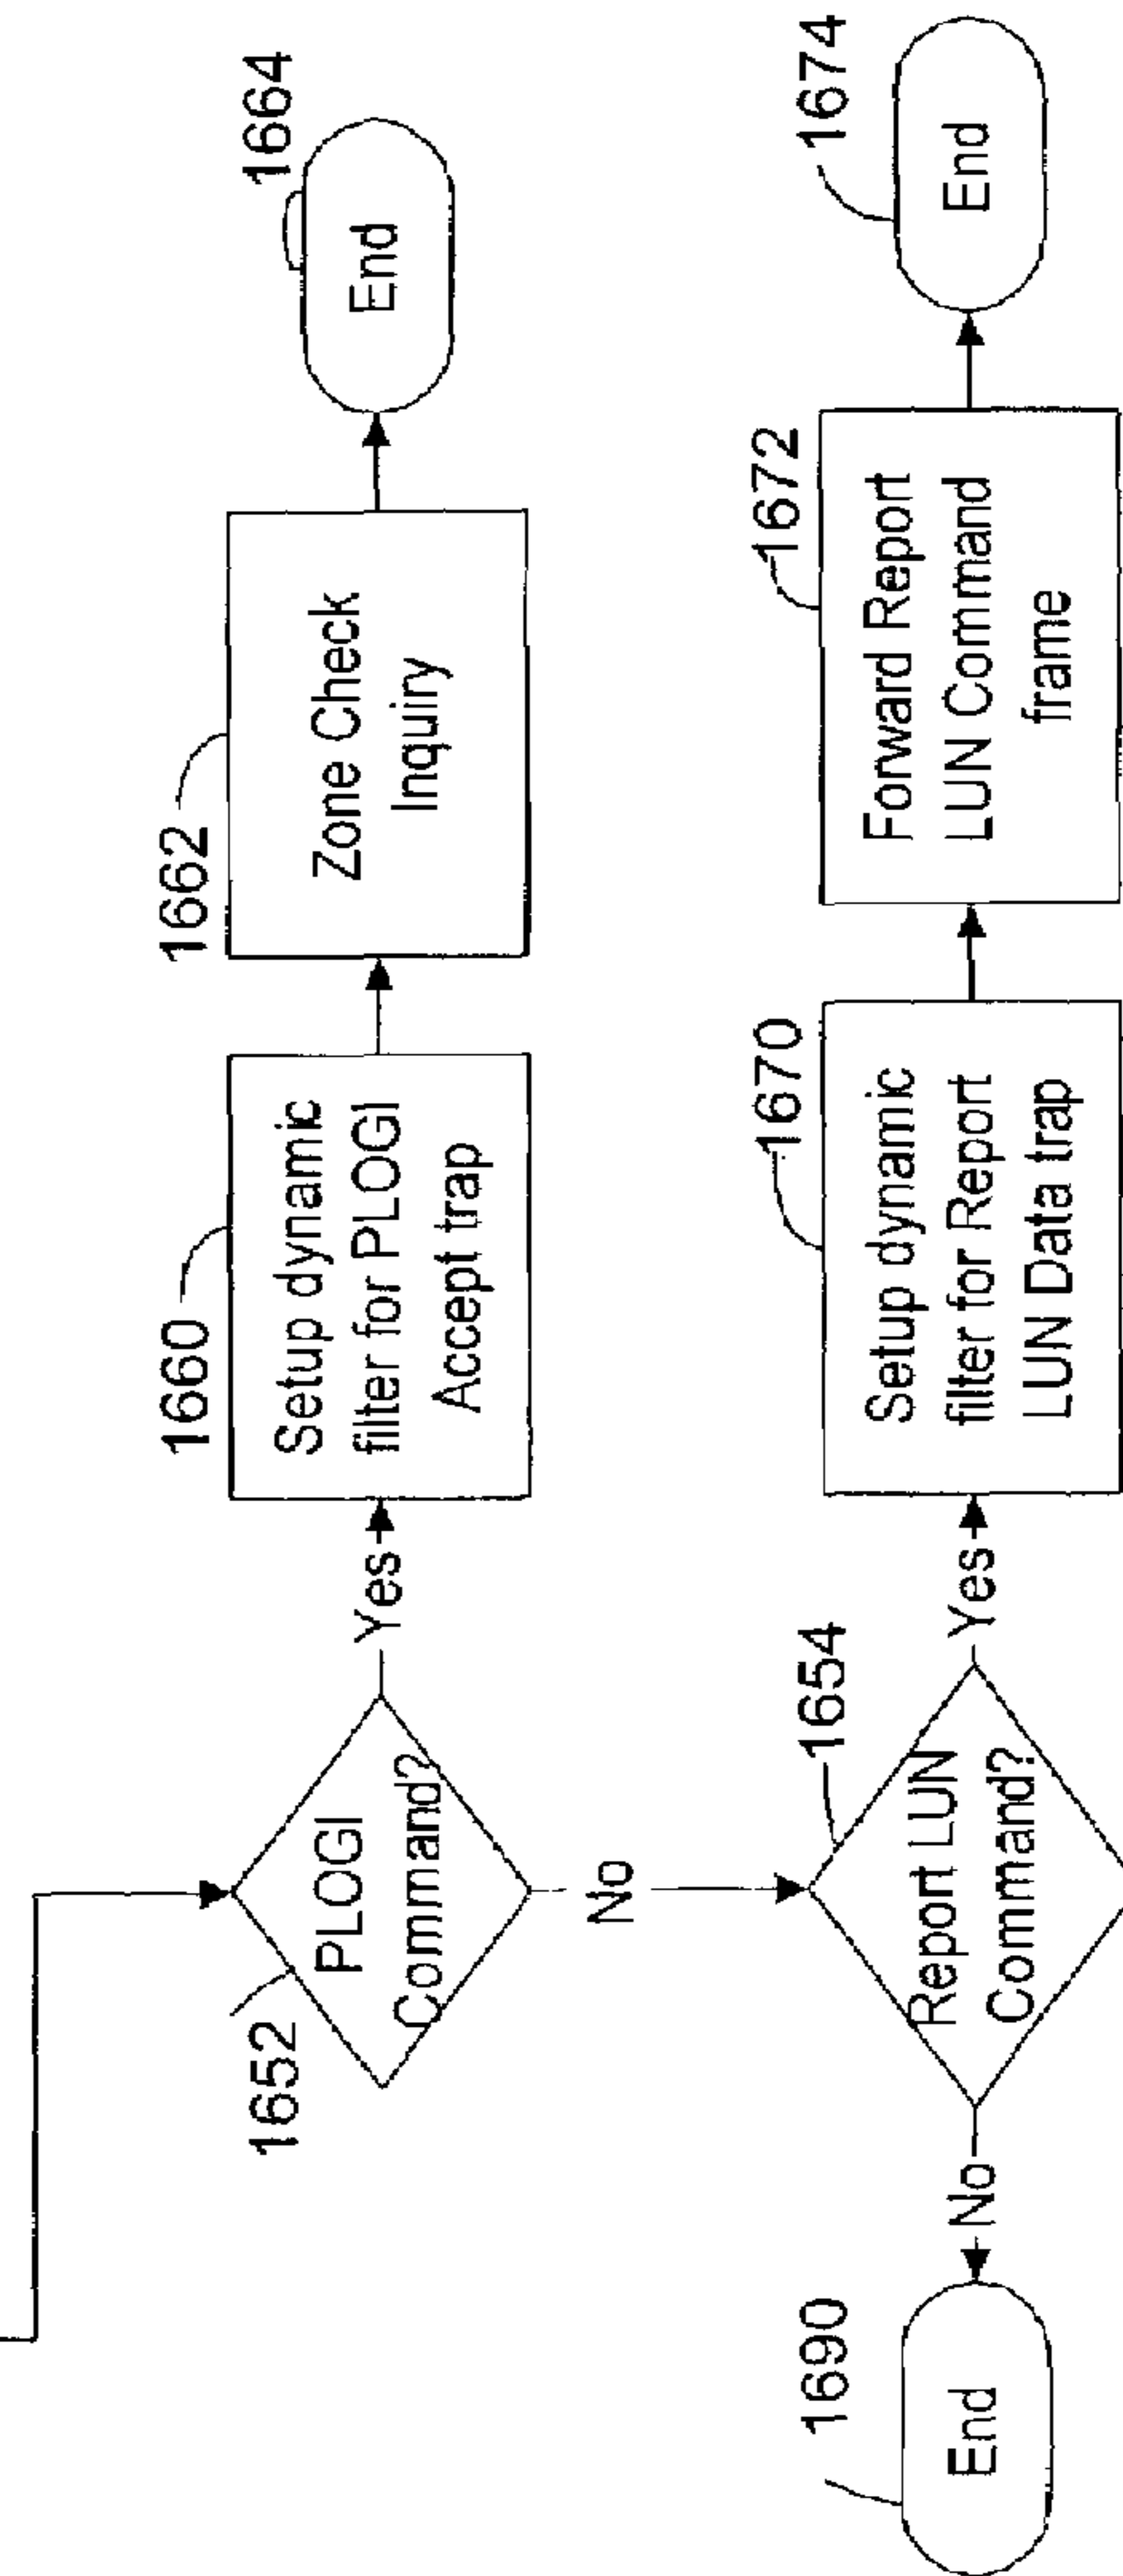 1652
PLOGI
Command?
Yes
1660
Setup dynamic
filter for PLOGI
Accept trap
1662
Zone Check
Inquiry
1664
End
No
1690
End
No
1654
Report LUN
Command?
Yes
1670
Setup dynamic
filter for Report
LUN Data trap
1672
Forward Report
LUN Command
frame
1674
End